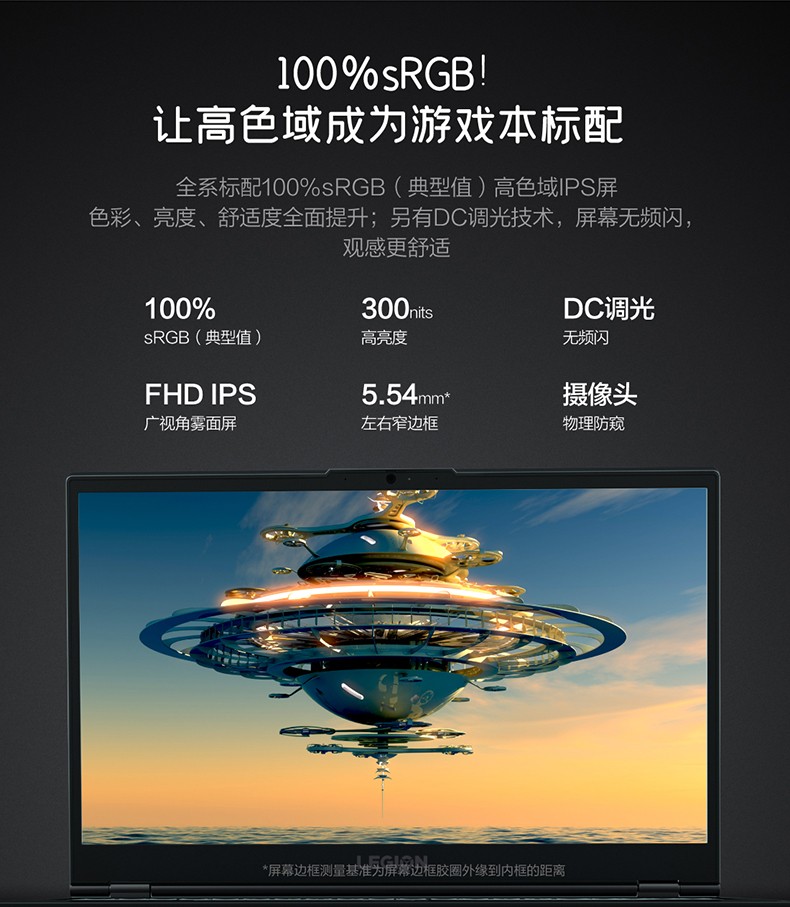 100%sRGB!
让高色域成为游戏本标配
全系标配100%sRGB（典型值）高色域IPS屏
色彩、亮度、舒适度全面提升；另有DC调光技术，屏幕无频闪，
观感更舒适
100%
sRGB（典型值）
300nits
高亮度
DC调光
无频闪
FHD IPS
广视角雾面屏
5.54mm*
左右窄边框
摄像头
物理防窥
LEGION
*屏幕边框测量基准为屏幕边框胶圈外缘到内框的距离